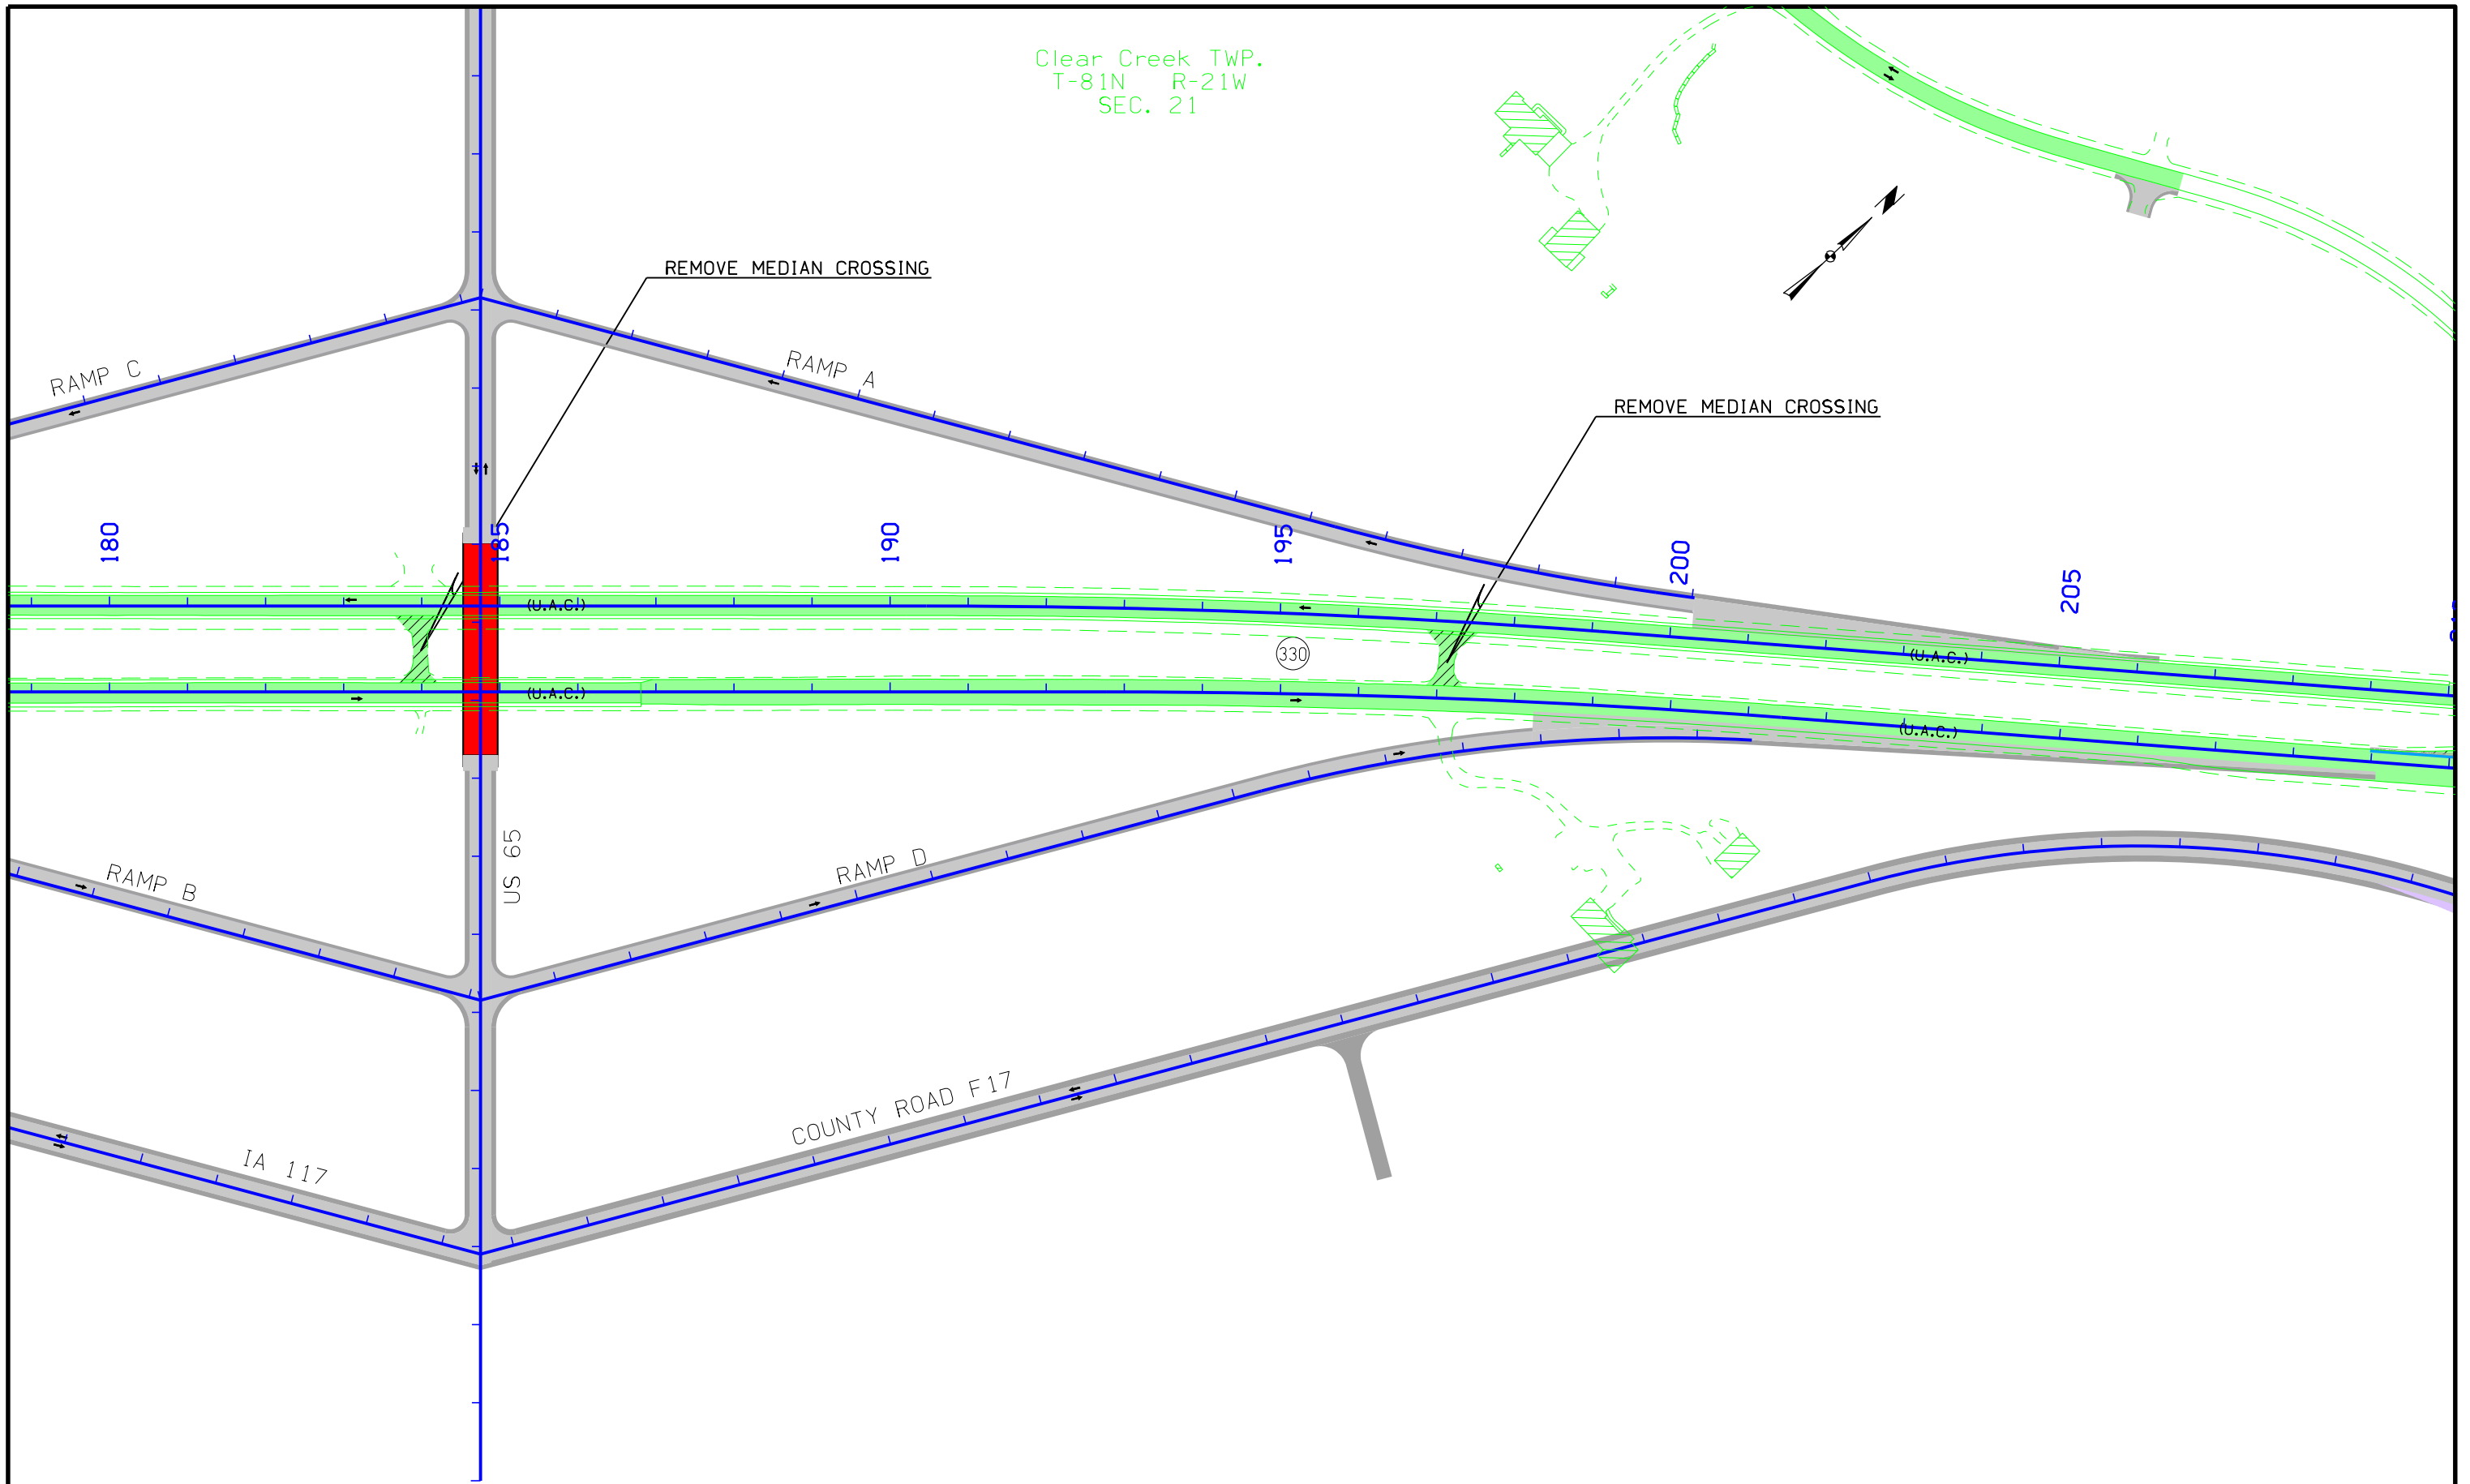 Clear Creek TWP.
T-81N R-21W
SEC. 21
REMOVE MEDIAN CROSSING
RAMP C
RAMP A
REMOVE MEDIAN CROSSING
180
185
190
195
200
205
(U.A.C.)
330
(U.A.C.)
(U.A.C.)
(U.A.C.)
US 65
RAMP B
RAMP D
COUNTY ROAD F17
IA 117